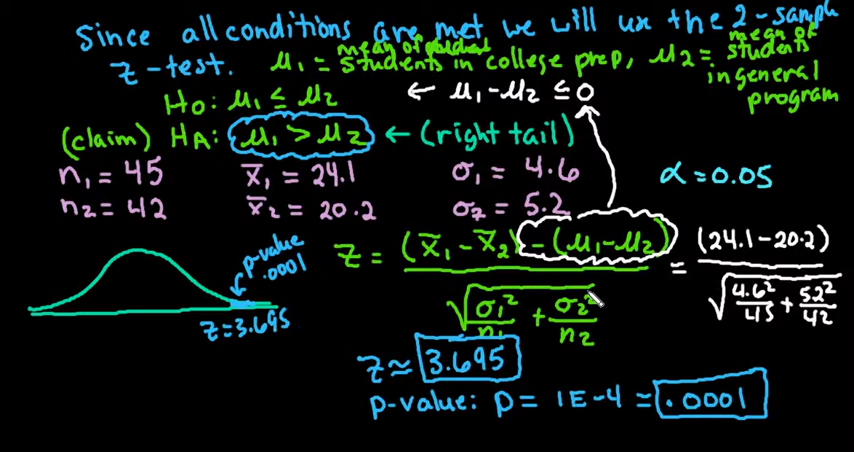 Since all conditions are met, we will use the 2-sample
Z-test. μ₁ = mean of students in college prep, μ₂ = mean of students in general program
H₀: μ₁ ≤ μ₂ ← μ₁-μ₂ ≤ 0
(claim) HA: μ₁ > μ₂ ← (right tail)
n₁ = 45 x̄₁ = 24.1 σ₁ = 4.6 α = 0.05
n₂ = 42 x̄₂ = 20.2 σ₂ = 5.2
Z = ((x̄₁-x̄₂) - (μ₁-μ₂)) / √(σ₁²/n₁ + σ₂²/n₂) = (24.1-20.2) / √(4.6²/45 + 5.2²/42)
p-value
.0001
Z=3.695
Z ≈ 3.695
p-value: p = 1E-4 = .0001